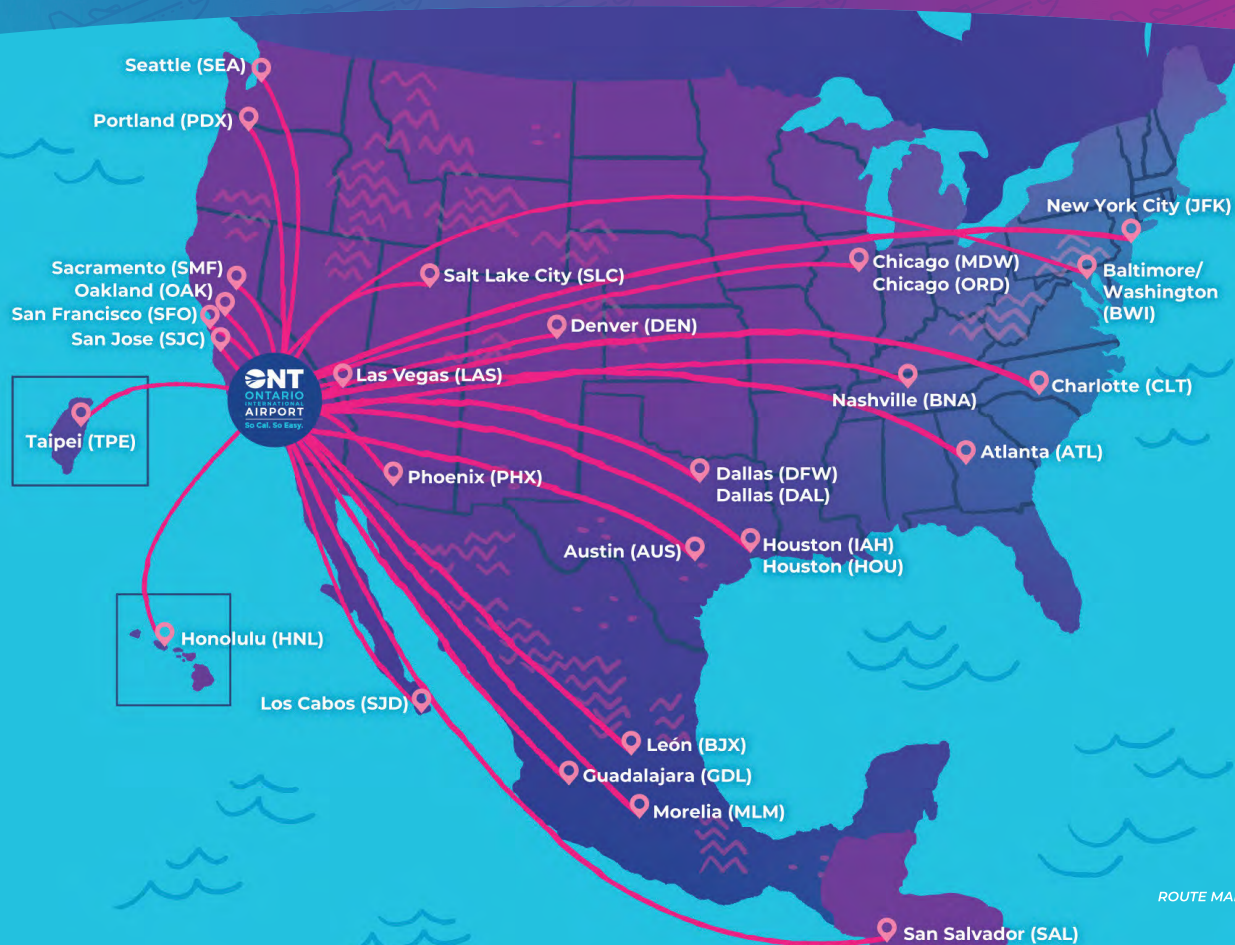 Seattle (SEA)
Portland (PDX)
New York City (JFK)
Sacramento (SMF)
Oakland (OAK)
San Francisco (SFO)
San Jose (SJC)
Salt Lake City (SLC)
Chicago (MDW)
Chicago (ORD)
Baltimore/
Washington
(BWI)
Denver (DEN)
ONT
ONTARIO
INTERNATIONAL
AIRPORT
So Cal. So Easy.
Las Vegas (LAS)
Nashville (BNA)
Charlotte (CLT)
Taipei (TPE)
Atlanta (ATL)
Phoenix (PHX)
Dallas (DFW)
Dallas (DAL)
Austin (AUS)
Houston (IAH)
Houston (HOU)
Honolulu (HNL)
Los Cabos (SJD)
León (BJX)
Guadalajara (GDL)
Morelia (MLM)
ROUTE
San Salvador (SAL)